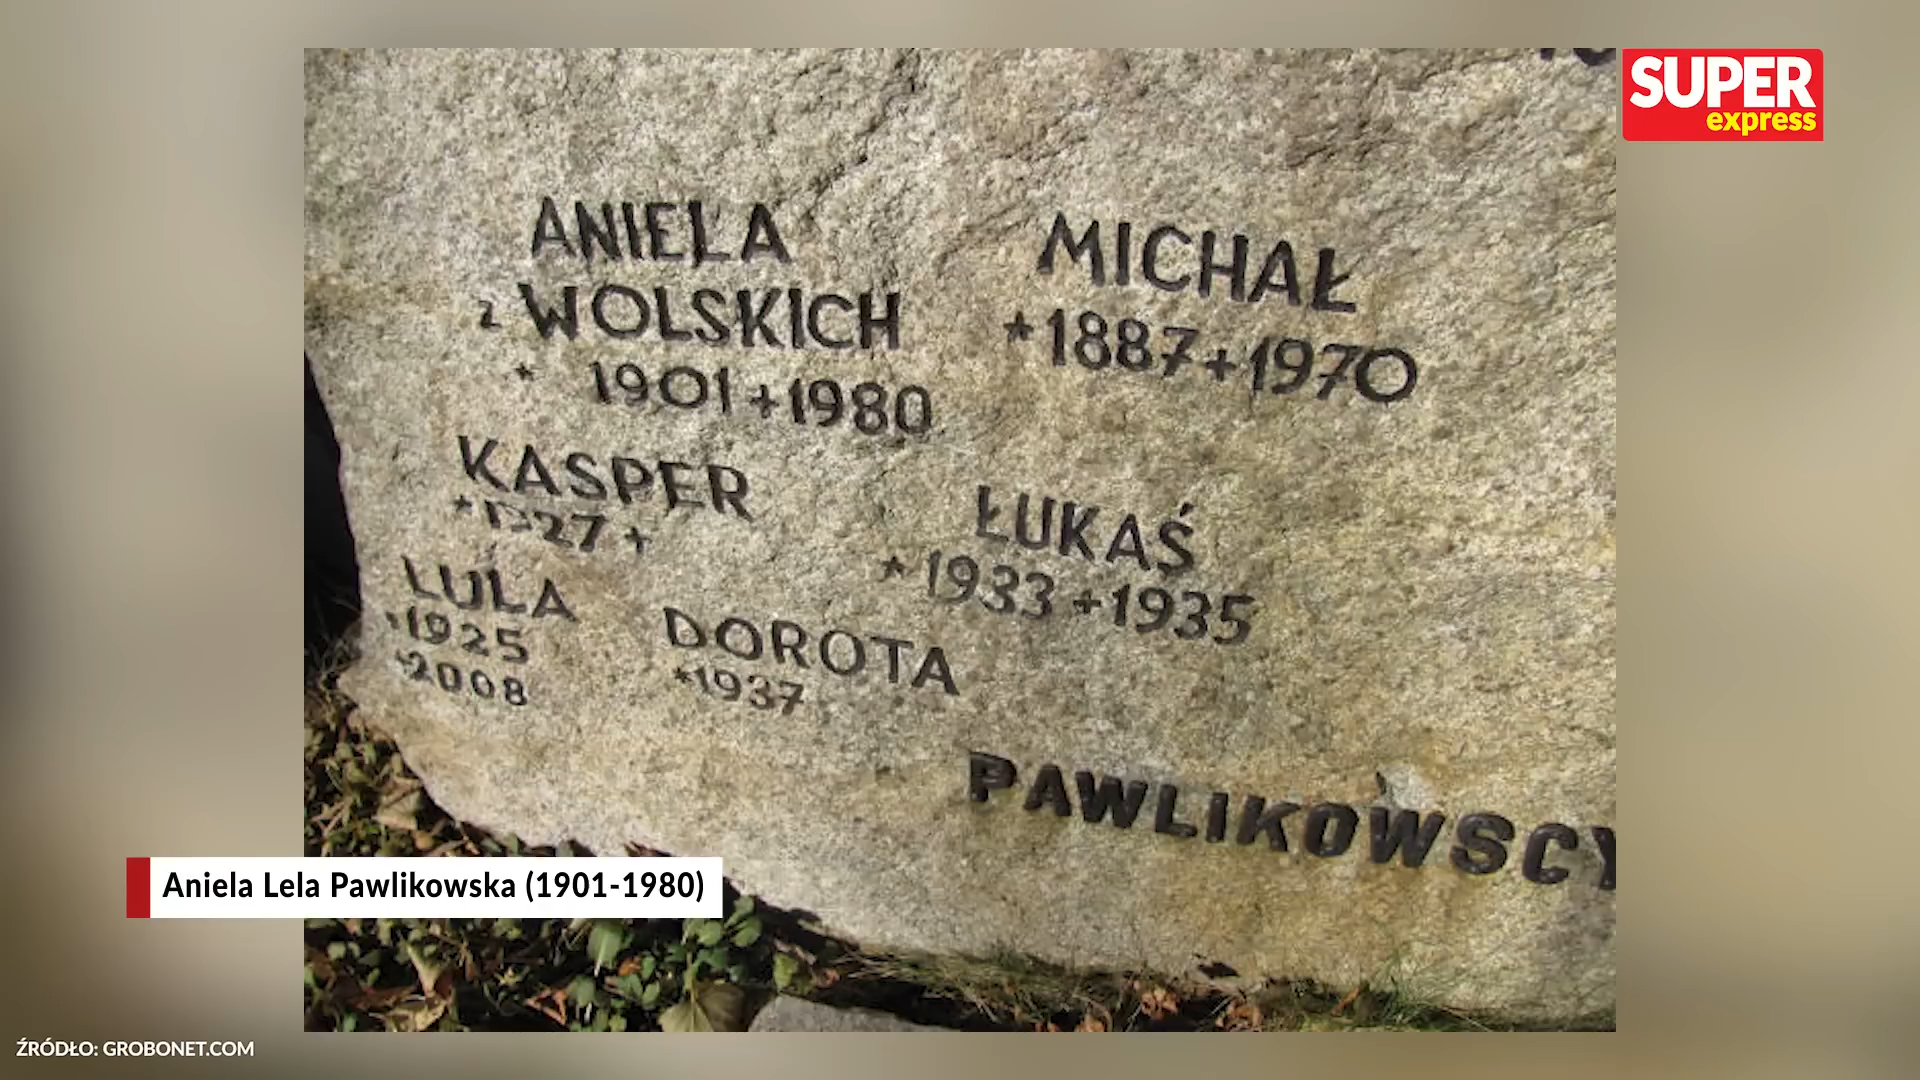 SUPER
express
ANIELA
z WOLSKICH
* 1901 + 1980
MICHAŁ
* 1887 + 1970
KASPER
* 1927 +
ŁUKAŚ
* 1933 + 1935
LULA
* 1925
+ 2008
DOROTA
* 1937
PAWLIKOWSCY
Aniela Lela Pawlikowska (1901-1980)
ŹRÓDŁO: GROBONET.COM